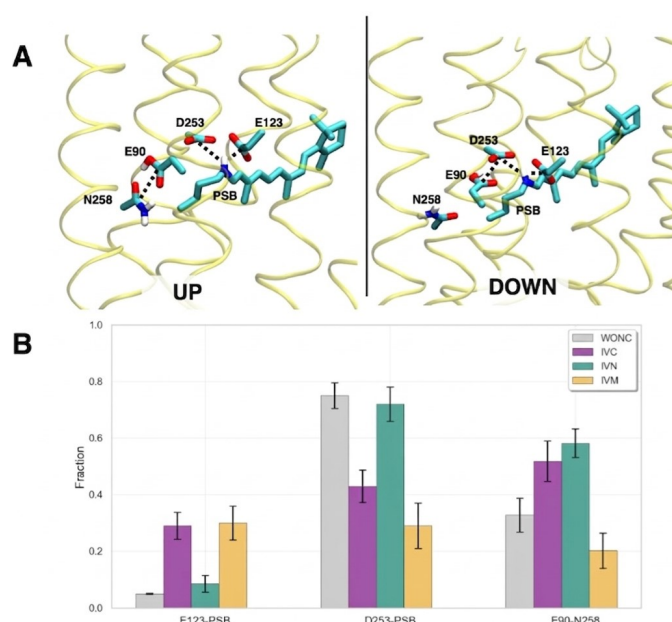 A
D253
E123
E90
N258
PSB
UP
D253
E123
E90
N258
PSB
DOWN
B
WONC
IVC
IVN
IVM
Fraction
1.0
0.8
0.6
0.4
0.2
0.0
E123-PSB
D253-PSB
E90-N258